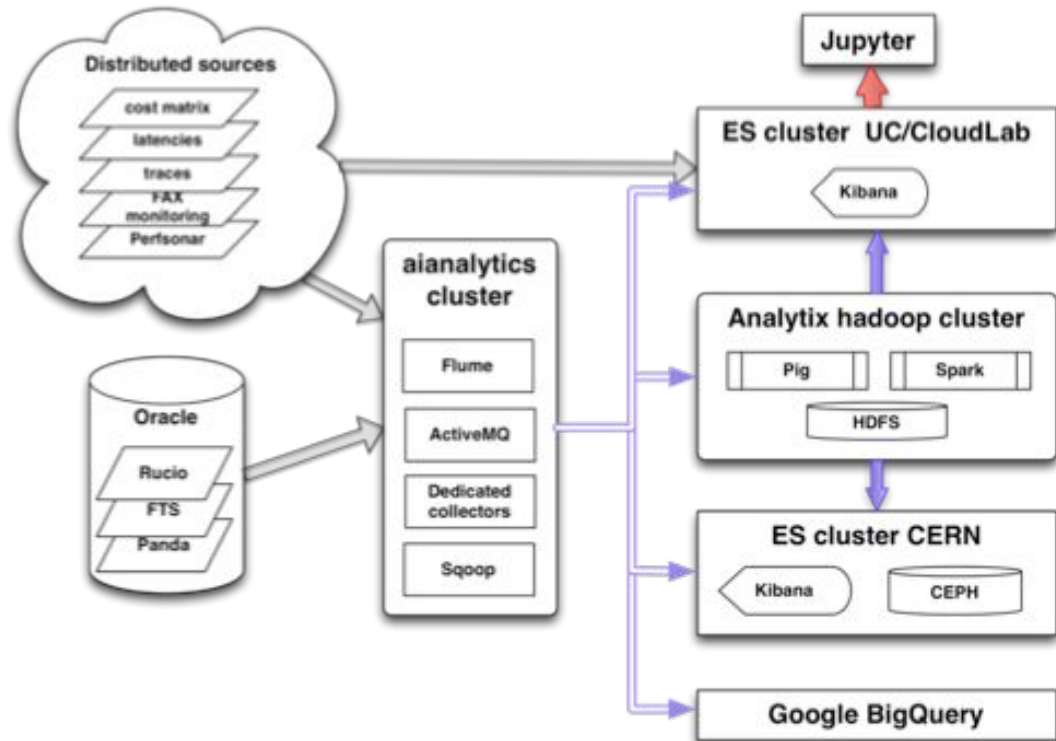 Distributed sources
cost matrix
latencies
traces
FAX
monitoring
Perfsonar
Oracle
Rucio
FTS
Panda
aianalytics
cluster
Flume
ActiveMQ
Dedicated
collectors
Sqoop
Jupyter
ES cluster UC/CloudLab
Kibana
Analytix hadoop cluster
Pig
Spark
HDFS
ES cluster CERN
Kibana
CEPH
Google BigQuery